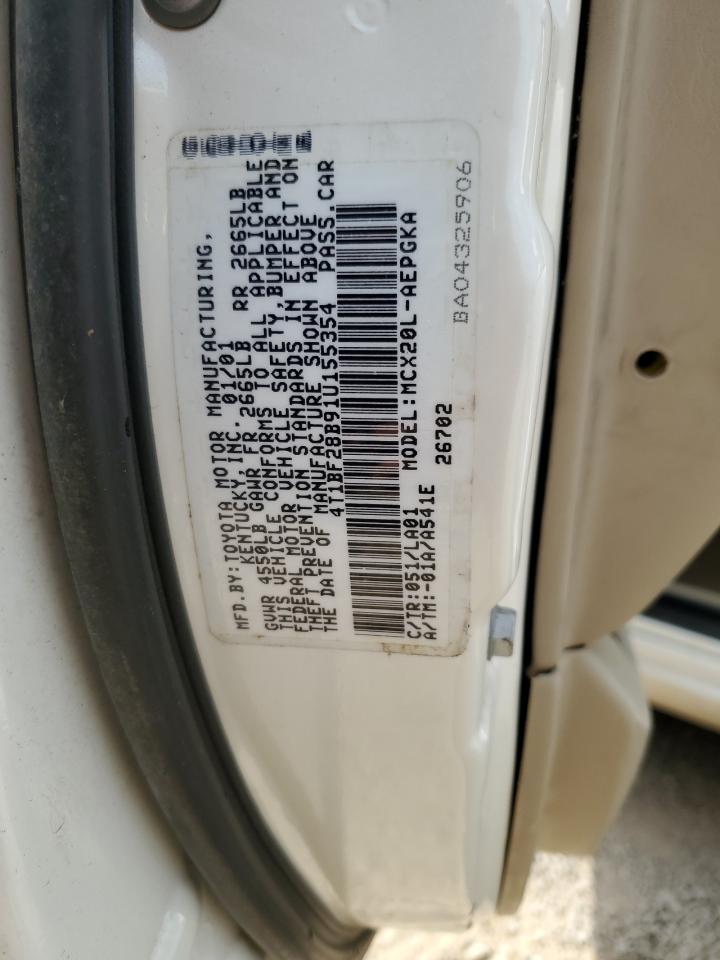 MFD.BY:TOYOTA MOTOR MANUFACTURING,
KENTUCKY,INC. 01/01
GVWR 4550LB GAWR FR 2665LB RR 2665LB
THIS VEHICLE CONFORMS TO ALL APPLICABLE
FEDERAL MOTOR VEHICLE SAFETY,BUMPER AND
THEFT PREVENTION STANDARDS IN EFFECT ON
THE DATE OF MANUFACTURE SHOWN ABOVE
4T1BF28B91U155354 PASS.CAR
C/TR:051/LA01 MODEL:MCX20L-AEPGKA
A/TM:-01A/A541E 26702
BA04325906